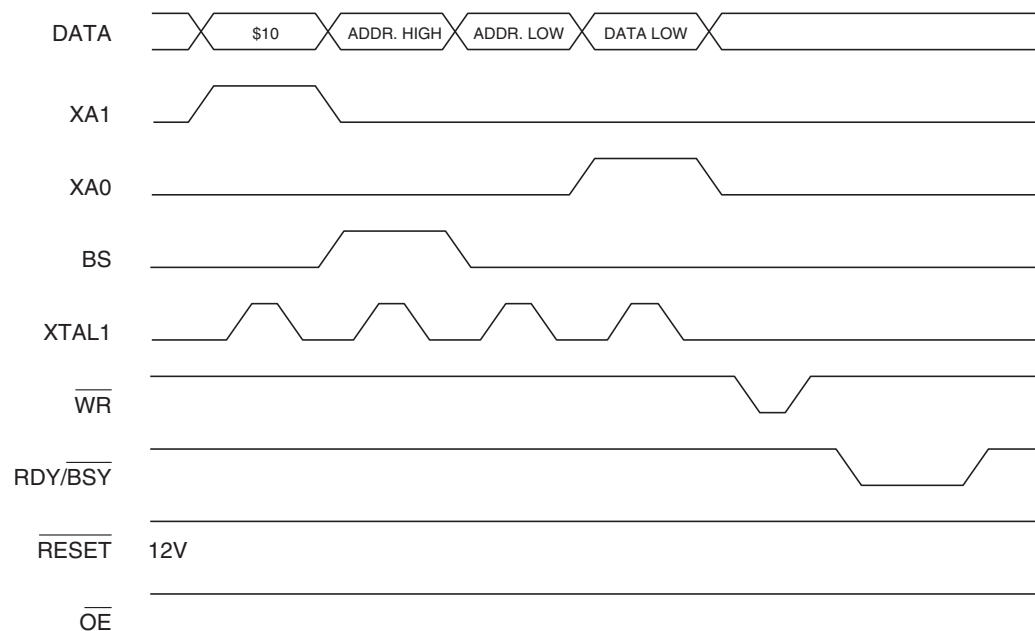 DATA $10 ADDR. HIGH ADDR. LOW DATA LOW
XA1
XA0
BS
XTAL1
WR
RDY/BSY
RESET 12V
OE